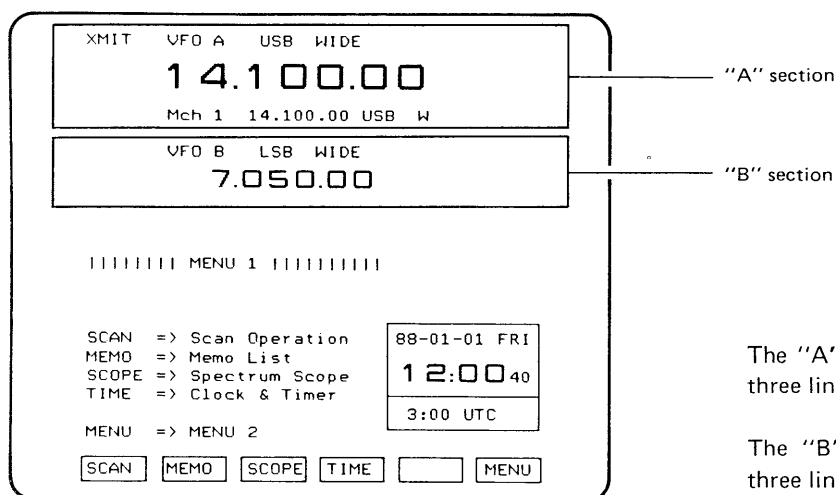 XMIT VFO A USB WIDE
14.100.00
Mch 1 14.100.00 USB W
"A" section
VFO B LSB WIDE
7.050.00
"B" section
|||||||| MENU 1 ||||||||||
SCAN => Scan Operation
MEMO => Memo List
SCOPE => Spectrum Scope
TIME => Clock & Timer
MENU => MENU 2
88-01-01 FRI
12:00 40
3:00 UTC
SCAN MEMO SCOPE TIME MENU
The "A"
three lin
The "B"
three lin